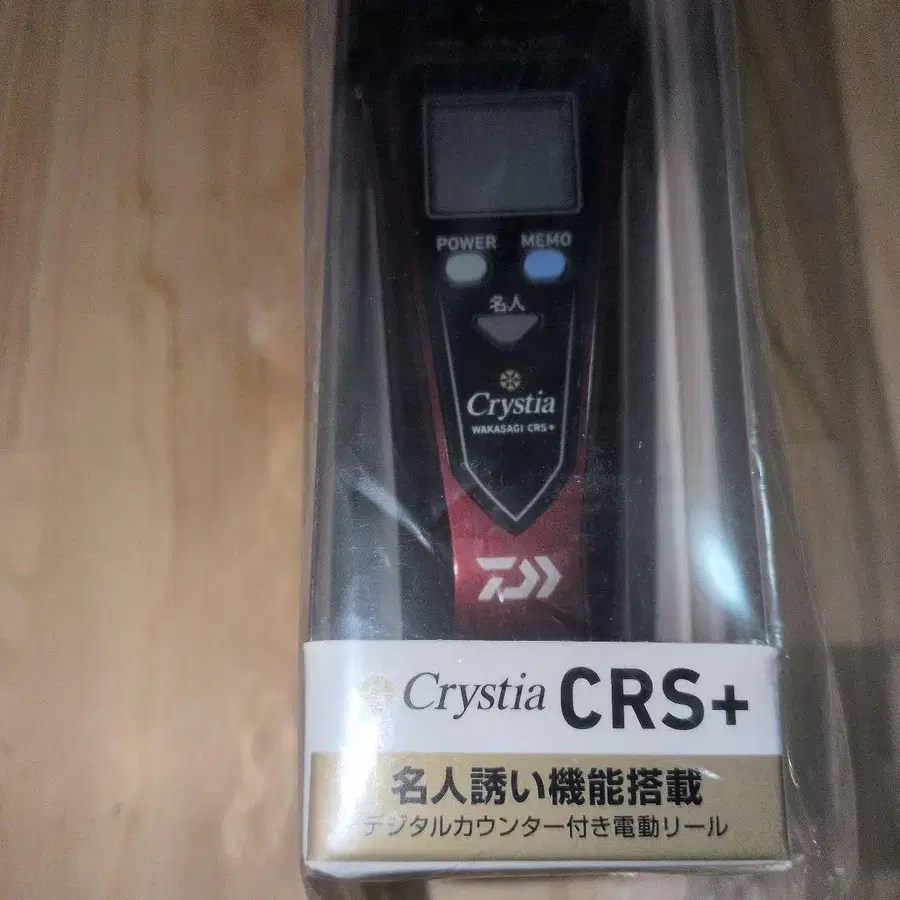 POWER MEMO
名人
Crystia
WAKASAGI CRS+
Crystia CRS+
名人誘い機能搭載
デジタルカウンター付き電動リール